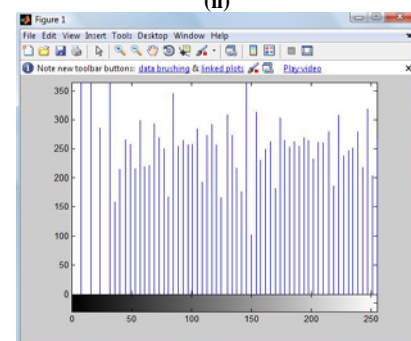 (ii)
Figure 1
File Edit View Insert Tools Desktop Window Help
Note new toolbar buttons: data brushing & linked plots Play video
350
300
250
200
150
100
50
0
0 50 100 150 200 250